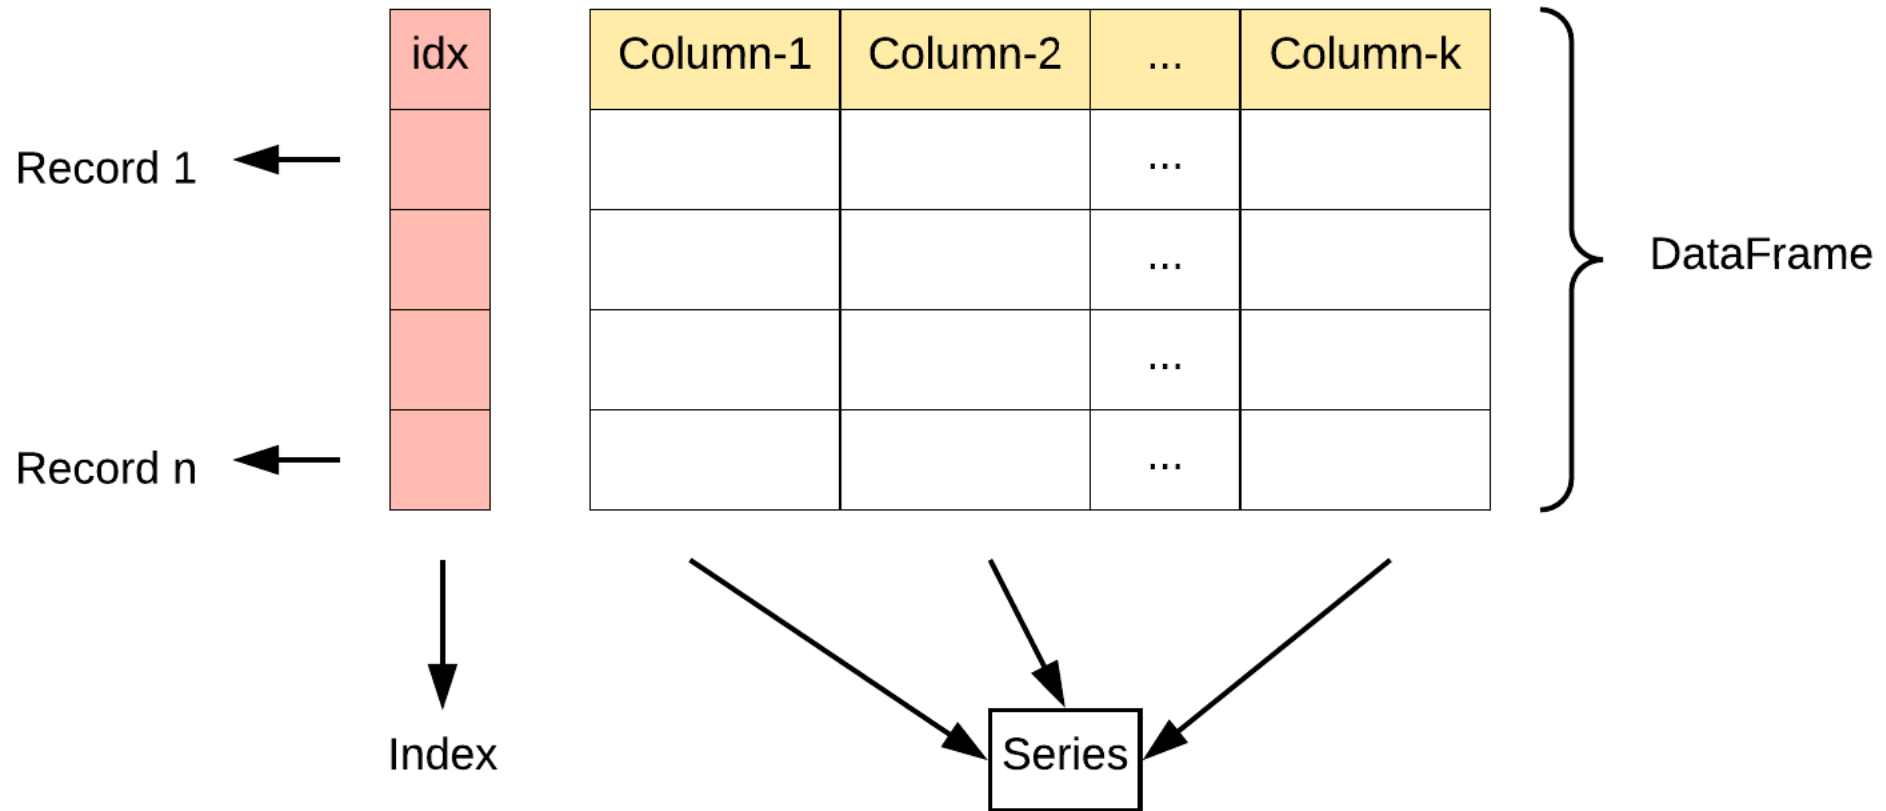 idx Column-1 Column-2 ... Column-k
Record 1 ...
... DataFrame
...
Record n ...
Index Series